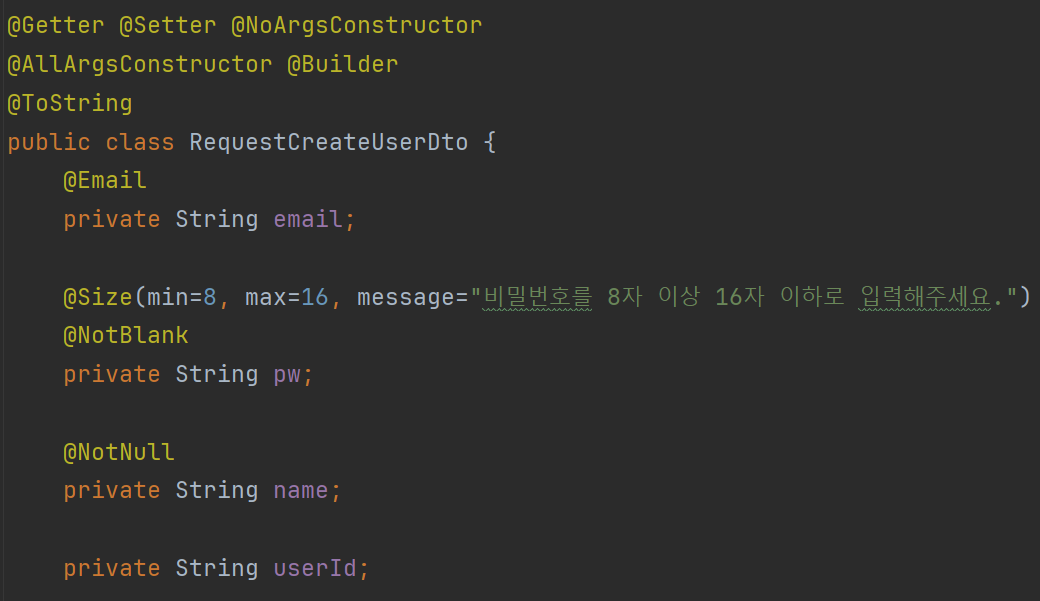 @Getter @Setter @NoArgsConstructor
@AllArgsConstructor @Builder
@ToString
public class RequestCreateUserDto {
@Email
private String email;
@Size(min=8, max=16, message="비밀번호를 8자 이상 16자 이하로 입력해주세요.")
@NotBlank
private String pw;
@NotNull
private String name;
private String userId;